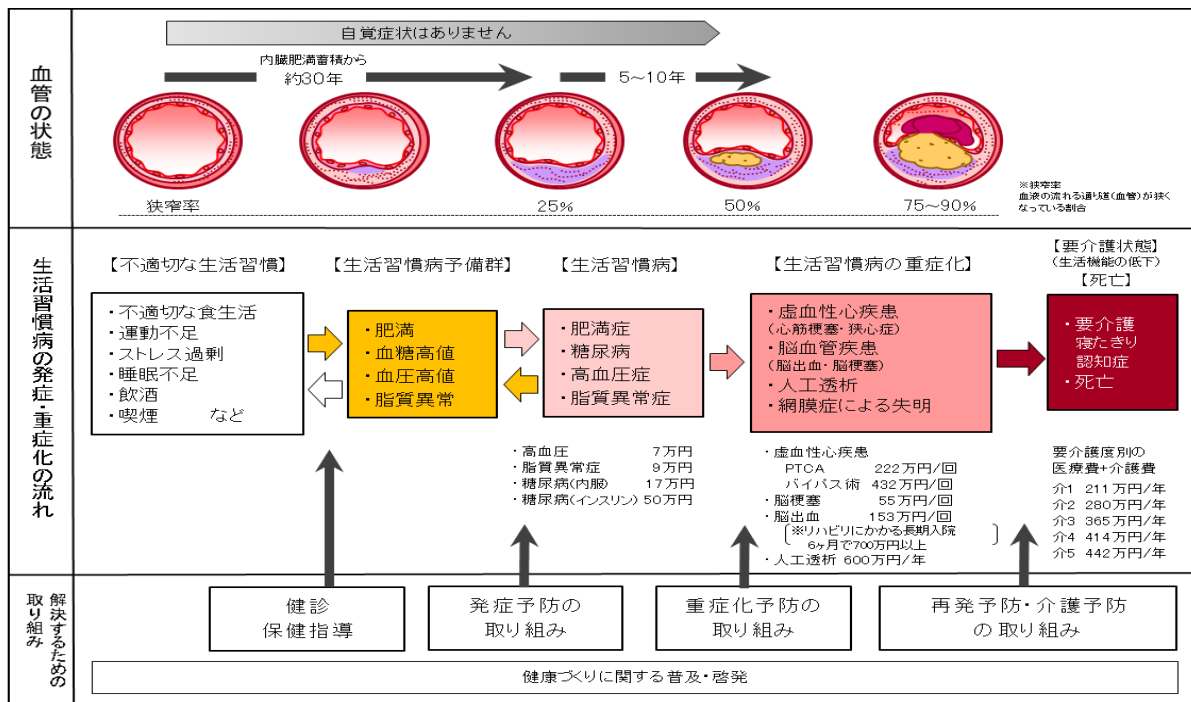 血管の状態
自覚症状はありません
内臓肥満蓄積から
約30年
5～10年
狭窄率
25%
50%
75～90%
※狭窄率
血液の流れる通り道(血管)が狭く
なっている割合
生活習慣病の発症・重症化の流れ
【不適切な生活習慣】
・不適切な食生活
・運動不足
・ストレス過剰
・睡眠不足
・飲酒
・喫煙 など
【生活習慣病予備群】
・肥満
・血糖高値
・血圧高値
・脂質異常
【生活習慣病】
・肥満症
・糖尿病
・高血圧症
・脂質異常症
【生活習慣病の重症化】
・虚血性心疾患
(心筋梗塞・狭心症)
・脳血管疾患
(脳出血・脳梗塞)
・人工透析
・網膜症による失明
【要介護状態】
(生活機能の低下)
【死亡】
・要介護
寝たきり
認知症
・死亡
・高血圧 7万円
・脂質異常症 9万円
・糖尿病(内服) 17万円
・糖尿病(インスリン) 50万円
・虚血性心疾患
PTCA 222万円/回
バイパス術 432万円/回
・脳梗塞 55万円/回
・脳出血 153万円/回
※リハビリにかかる長期入院
6ヶ月で700万円以上
・人工透析 600万円/年
要介護度別の
医療費+介護費
介1 211万円/年
介2 280万円/年
介3 365万円/年
介4 414万円/年
介5 442万円/年
解決するための
取り組み
健診
保健指導
発症予防の
取り組み
重症化予防の
取り組み
再発予防・介護予防
の取り組み
健康づくりに関する普及・啓発